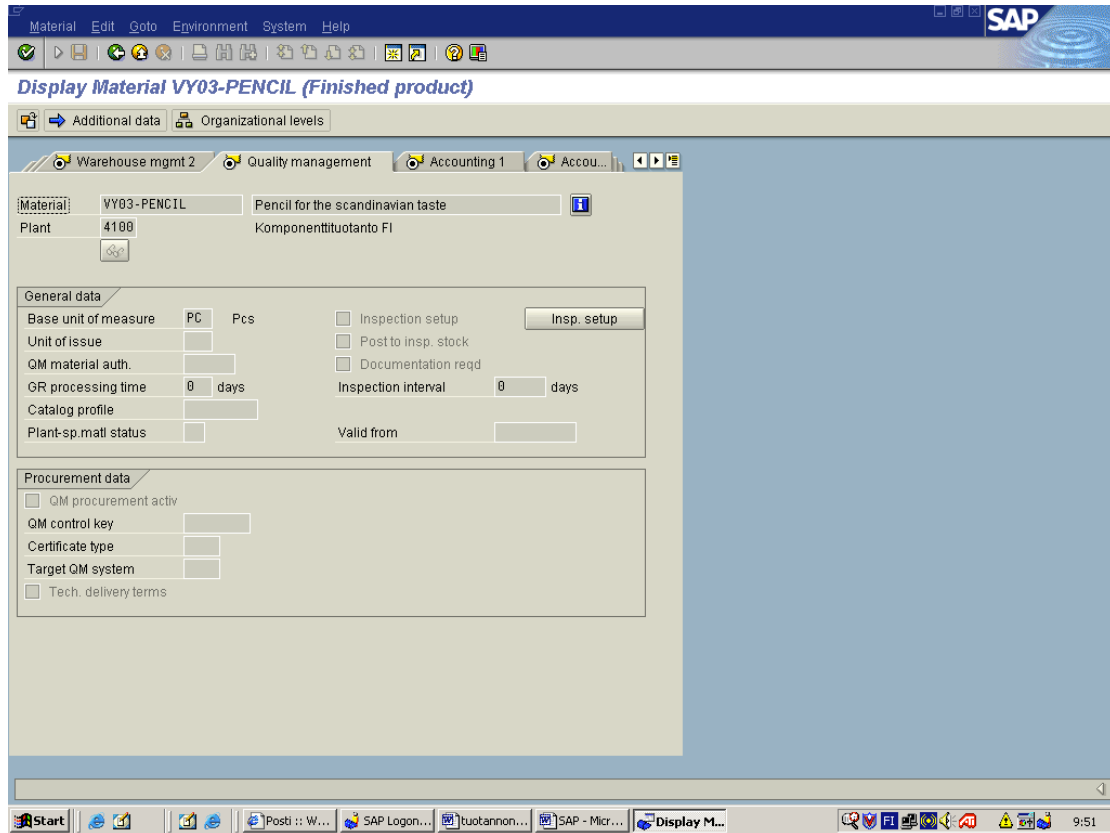 Material Edit Goto Environment System Help
SAP
Display Material VY03-PENCIL (Finished product)
Additional data Organizational levels
Warehouse mgmt 2 Quality management Accounting 1 Accou...
Material VY03-PENCIL Pencil for the scandinavian taste
Plant 4100 Komponenttituotanto FI
General data
Base unit of measure PC Pcs Inspection setup Insp. setup
Unit of issue Post to insp. stock
QM material auth. Documentation reqd
GR processing time 0 days Inspection interval 0 days
Catalog profile
Plant-sp.matl status Valid from
Procurement data
QM procurement activ
QM control key
Certificate type
Target QM system
Tech. delivery terms
Start Posti :: W... SAP Logon... tuotannon... SAP - Micr... Display M... FI 9:51